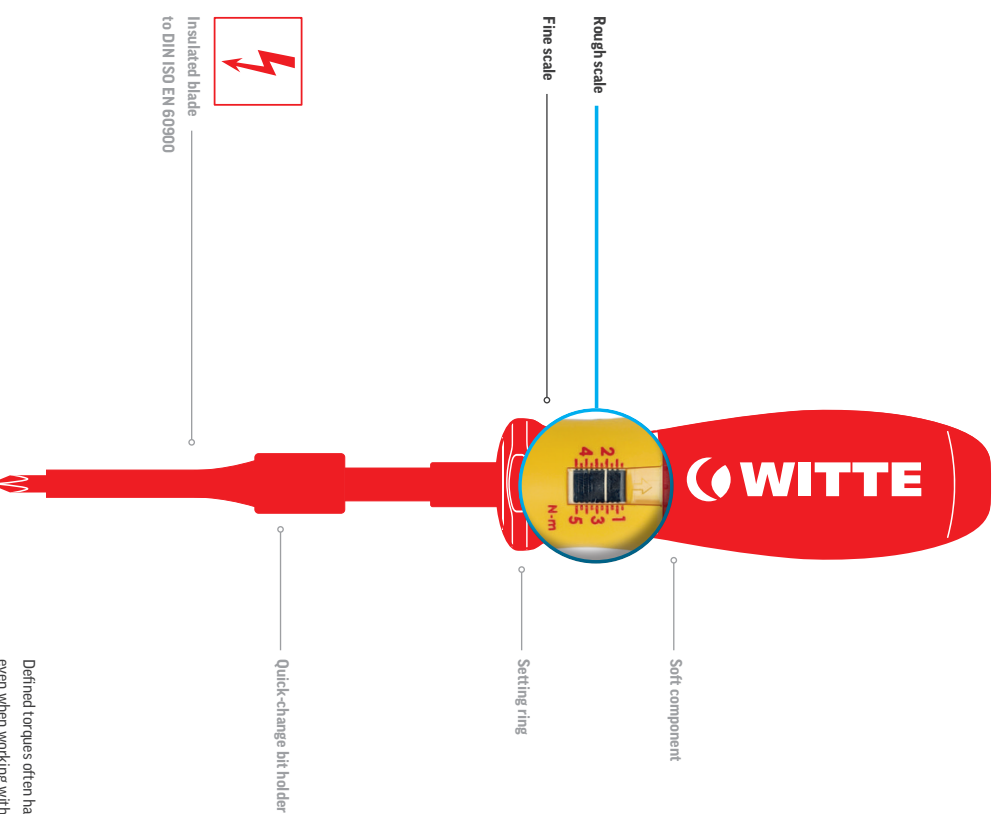 Rough scale
Fine scale
Insulated blade
to DIN ISO EN 60900
WITTE
2
4
1
3
5
N-m
Soft component
Setting ring
Quick-change bit holder
Defined torques often ha
even when working with